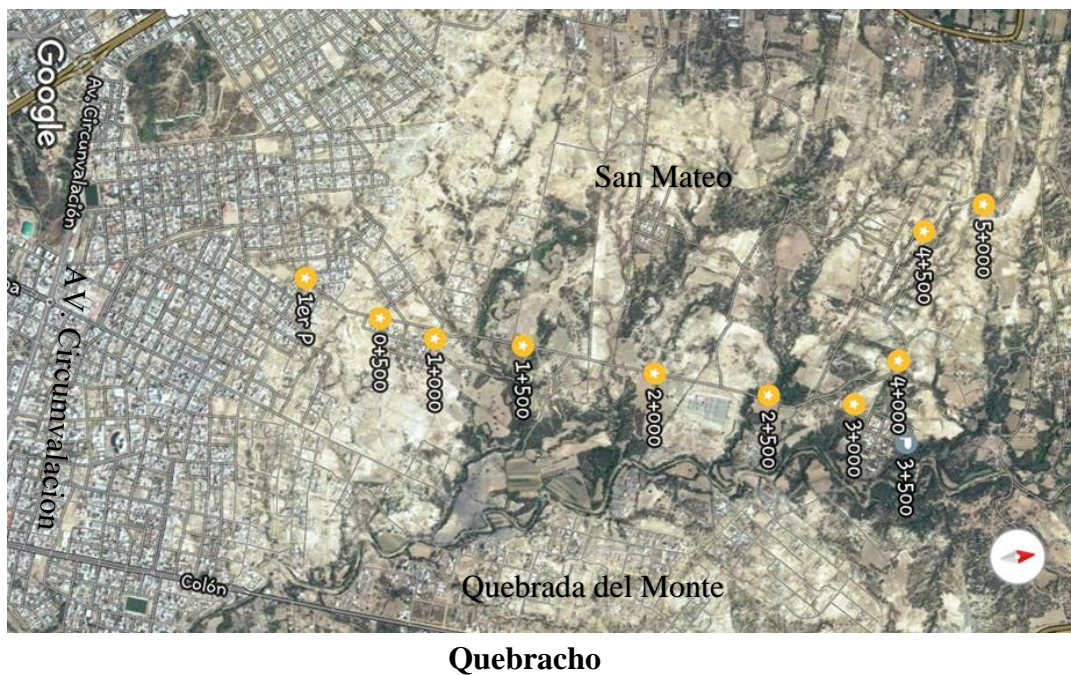 Google
Av. Circunvalación
San Mateo
5+000
4+500
1er P
AV. Circunvalacion
0+500
1+000
1+500
2+000
2+500
3+000
4+000
3+500
P
Colón
Quebrada del Monte
Quebracho